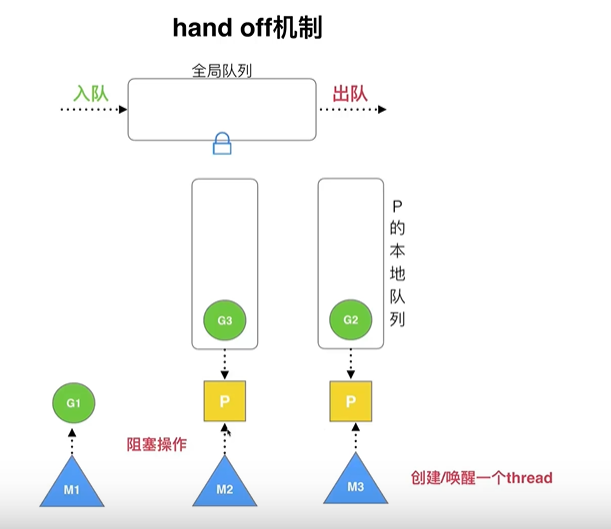 hand off机制
全局队列
入队
出队
P的本地队列
G3
G2
G1
P
P
阻塞操作
M1
M2
M3
创建/唤醒一个thread